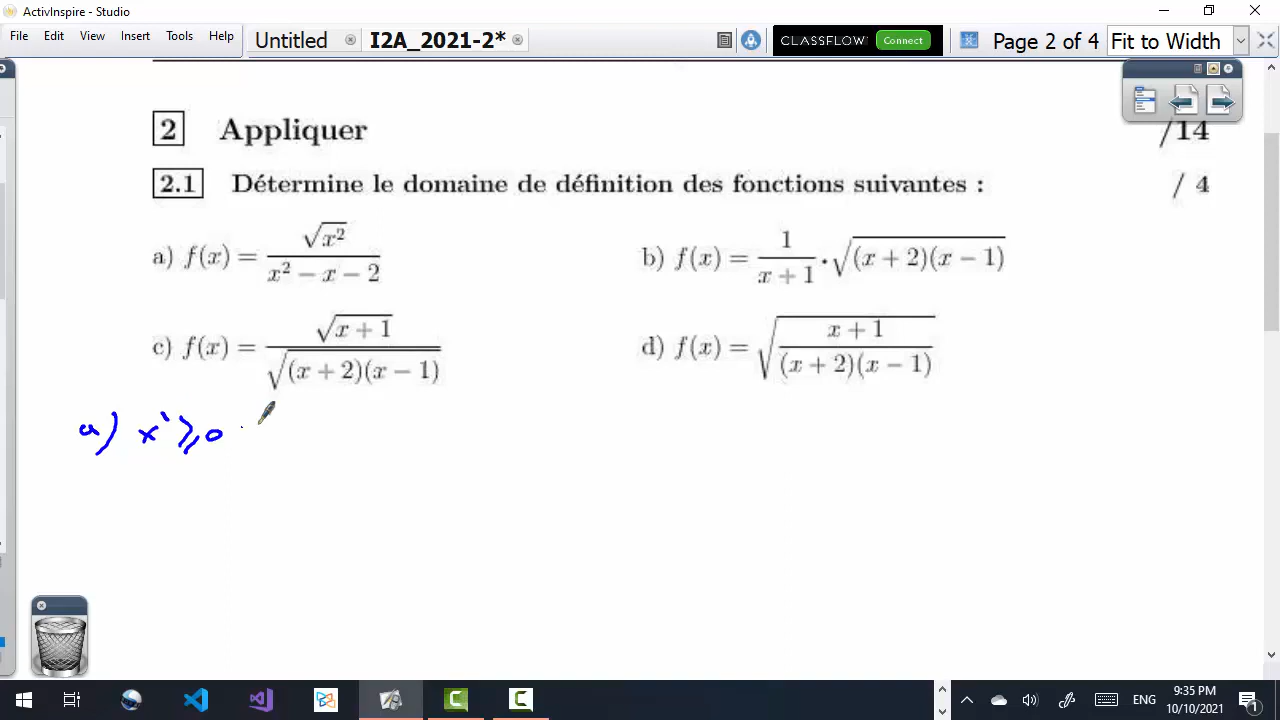 ActivInspire - Studio
File Edit View Insert Tools Help
Untitled I2A_2021-2*
CLASSFLOW Connect
Page 2 of 4 Fit to Width
2 Appliquer /14
2.1 Détermine le domaine de définition des fonctions suivantes : / 4
a) f(x) = √(x²) / (x² − x − 2)
b) f(x) = 1 / (x + 1) · √((x + 2)(x − 1))
c) f(x) = √(x + 1) / √((x + 2)(x − 1))
d) f(x) = √((x + 1) / ((x + 2)(x − 1)))
a) x² ⩾ 0
ENG
9:35 PM
10/10/2021
1